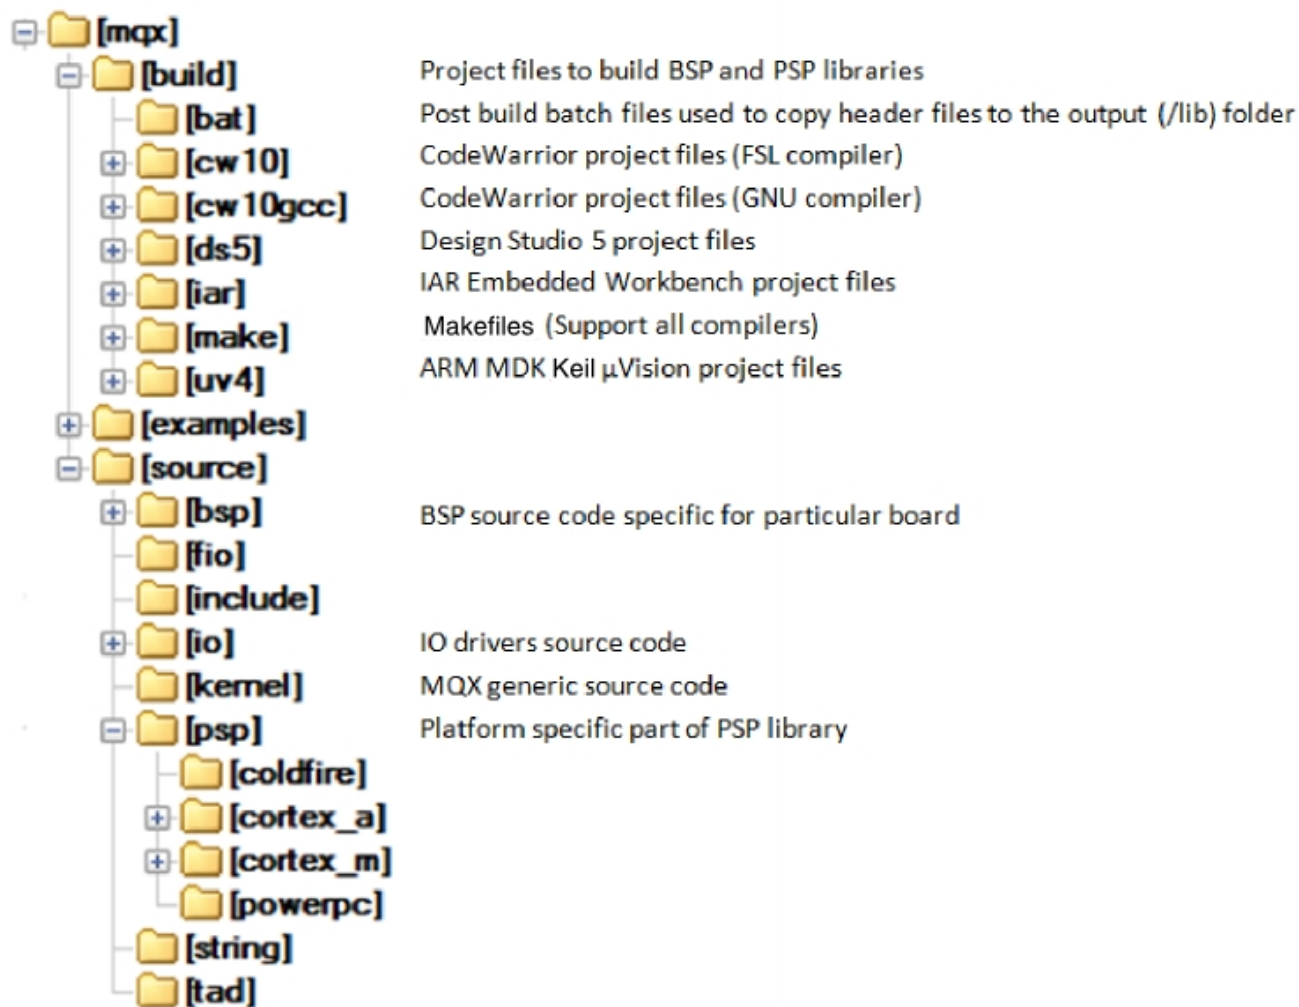 [mqx]
[build] Project files to build BSP and PSP libraries
[bat] Post build batch files used to copy header files to the output (/lib) folder
[cw10] CodeWarrior project files (FSL compiler)
[cw10gcc] CodeWarrior project files (GNU compiler)
[ds5] Design Studio 5 project files
[iar] IAR Embedded Workbench project files
[make] Makefiles (Support all compilers)
[uv4] ARM MDK Keil µVision project files
[examples]
[source]
[bsp] BSP source code specific for particular board
[fio]
[include]
[io] IO drivers source code
[kernel] MQX generic source code
[psp] Platform specific part of PSP library
[coldfire]
[cortex_a]
[cortex_m]
[powerpc]
[string]
[tad]